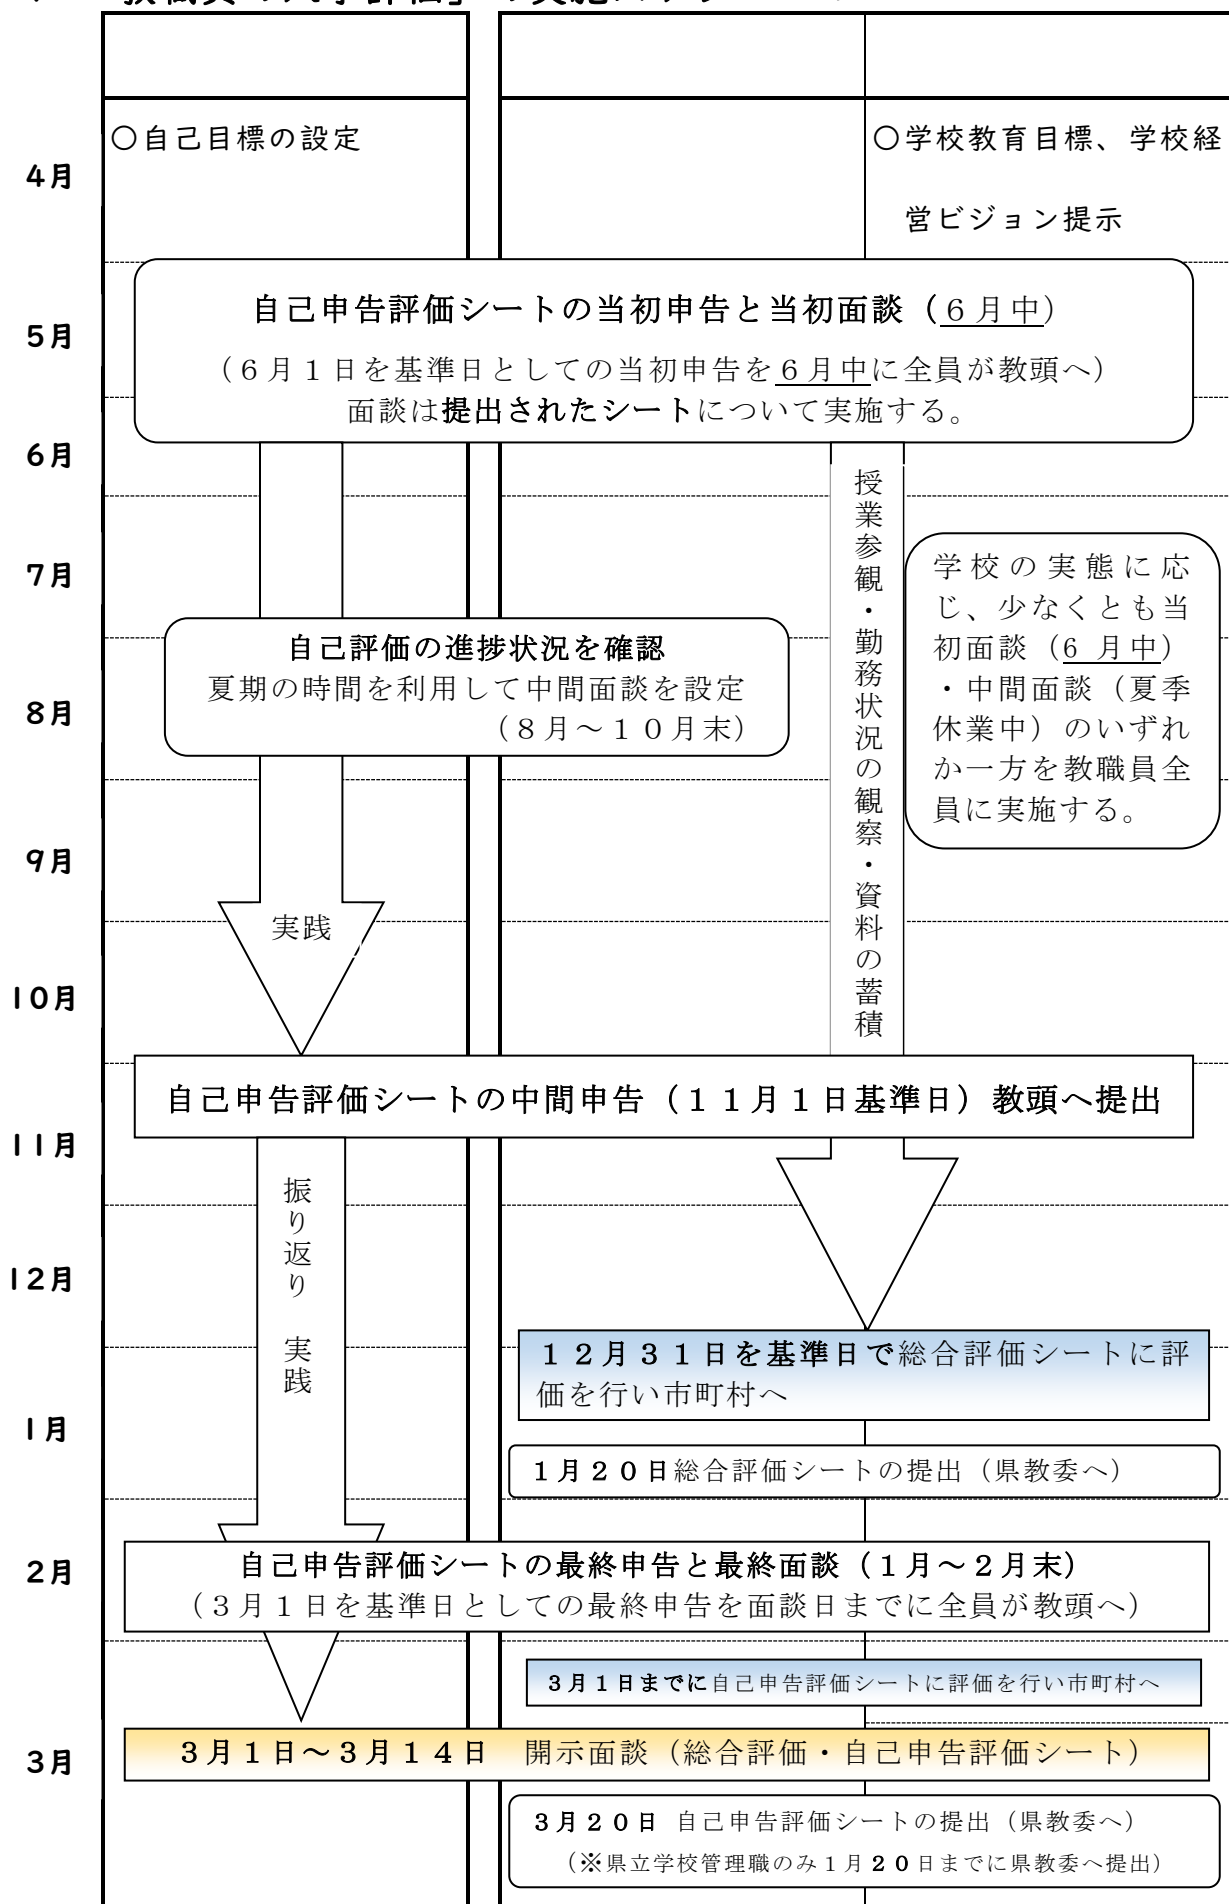 4月
〇自己目標の設定
〇学校教育目標、学校経
営ビジョン提示
5月
自己申告評価シートの当初申告と当初面談（６月中）
（６月１日を基準日としての当初申告を６月中に全員が教頭へ）
面談は提出されたシートについて実施する。
6月
授業参観・勤務状況の観察・資料の蓄積
7月
学校の実態に応
じ、少なくとも当
初面談（6 月中）
・中間面談（夏季
休業中）のいずれ
か一方を教職員全
員に実施する。
自己評価の進捗状況を確認
夏期の時間を利用して中間面談を設定
（８月～１０月末）
8月
9月
実践
10月
自己申告評価シートの中間申告（１１月１日基準日）教頭へ提出
11月
振り返り　実践
12月
１２月３１日を基準日で総合評価シートに評
価を行い市町村へ
1月
１月２０日総合評価シートの提出（県教委へ）
2月
自己申告評価シートの最終申告と最終面談（１月～２月末）
（３月１日を基準日としての最終申告を面談日までに全員が教頭へ）
３月１日までに自己申告評価シートに評価を行い市町村へ
3月
３月１日～３月１４日　開示面談（総合評価・自己申告評価シート）
３月２０日 自己申告評価シートの提出（県教委へ）
（※県立学校管理職のみ１月２０日までに県教委へ提出）